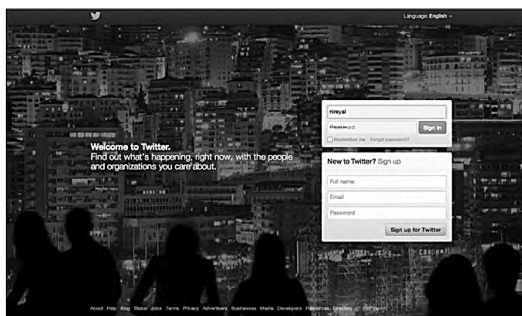 Language: English
Welcome to Twitter.
Find out what's happening, right now, with the people
and organizations you care about.
nireyal
Password
Sign in
Remember me · Forgot password?
New to Twitter? Sign up
Full name
Email
Password
Sign up for Twitter
About Help Blog Status Jobs Terms Privacy Advertisers Businesses Media Developers Resources Directory